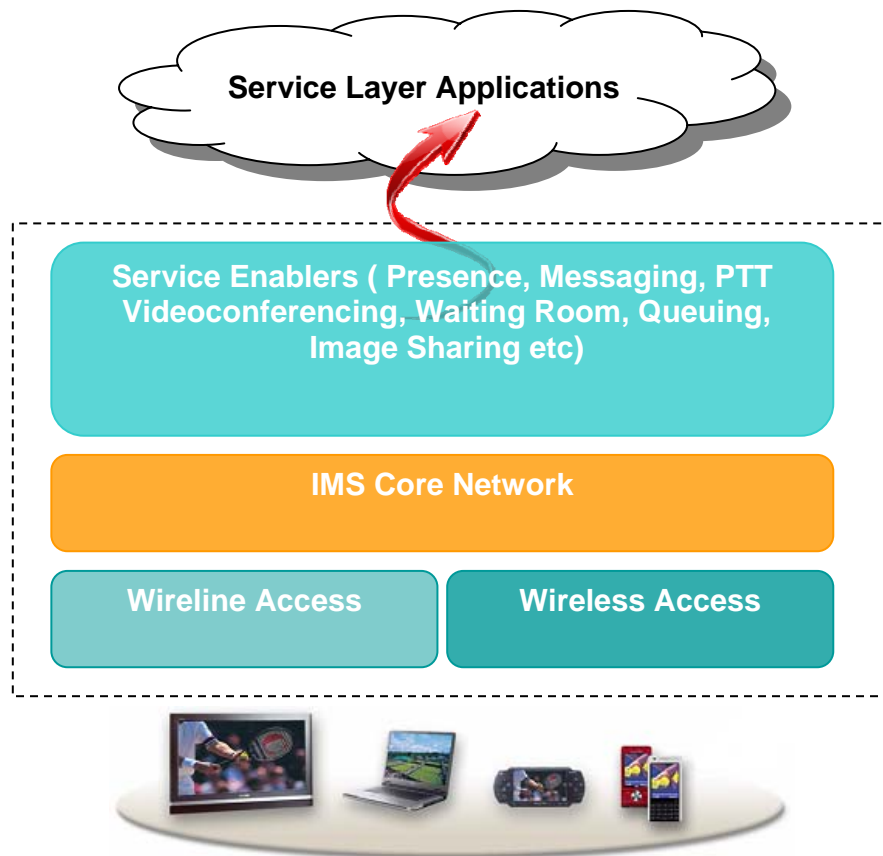 Service Layer Applications
Service Enablers ( Presence, Messaging, PTT
Videoconferencing, Waiting Room, Queuing,
Image Sharing etc)
IMS Core Network
Wireline Access
Wireless Access